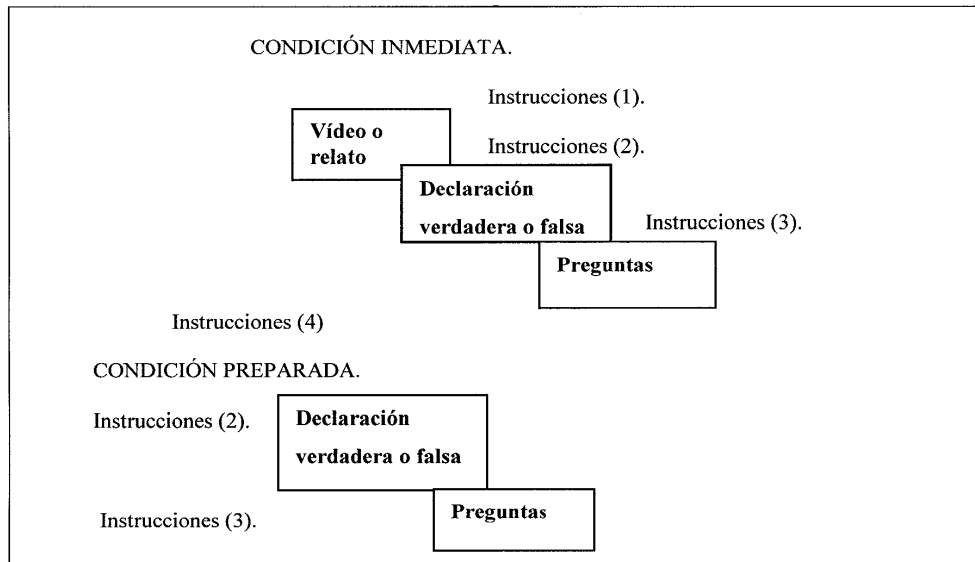 CONDICIÓN INMEDIATA.
Instrucciones (1).
Vídeo o
relato
Instrucciones (2).
Declaración
verdadera o falsa
Instrucciones (3).
Preguntas
Instrucciones (4)
CONDICIÓN PREPARADA.
Instrucciones (2).
Declaración
verdadera o falsa
Instrucciones (3).
Preguntas